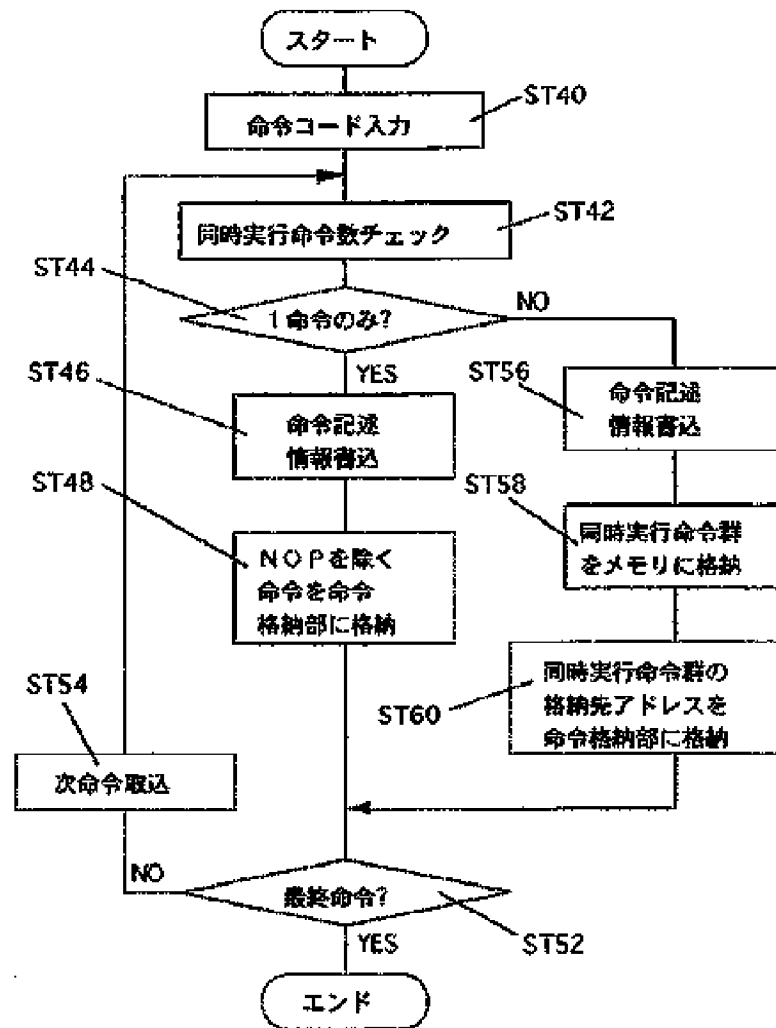 スタート
ST40
命令コード入力
ST42
同時実行命令数チェック
ST44
1命令のみ?
NO
YES
ST46
命令記述
情報書込
ST56
命令記述
情報書込
ST48
NOPを除く
命令を命令
格納部に格納
ST58
同時実行命令群
をメモリに格納
ST60
同時実行命令群の
格納先アドレスを
命令格納部に格納
ST54
次命令取込
NO
最終命令?
ST52
YES
エンド